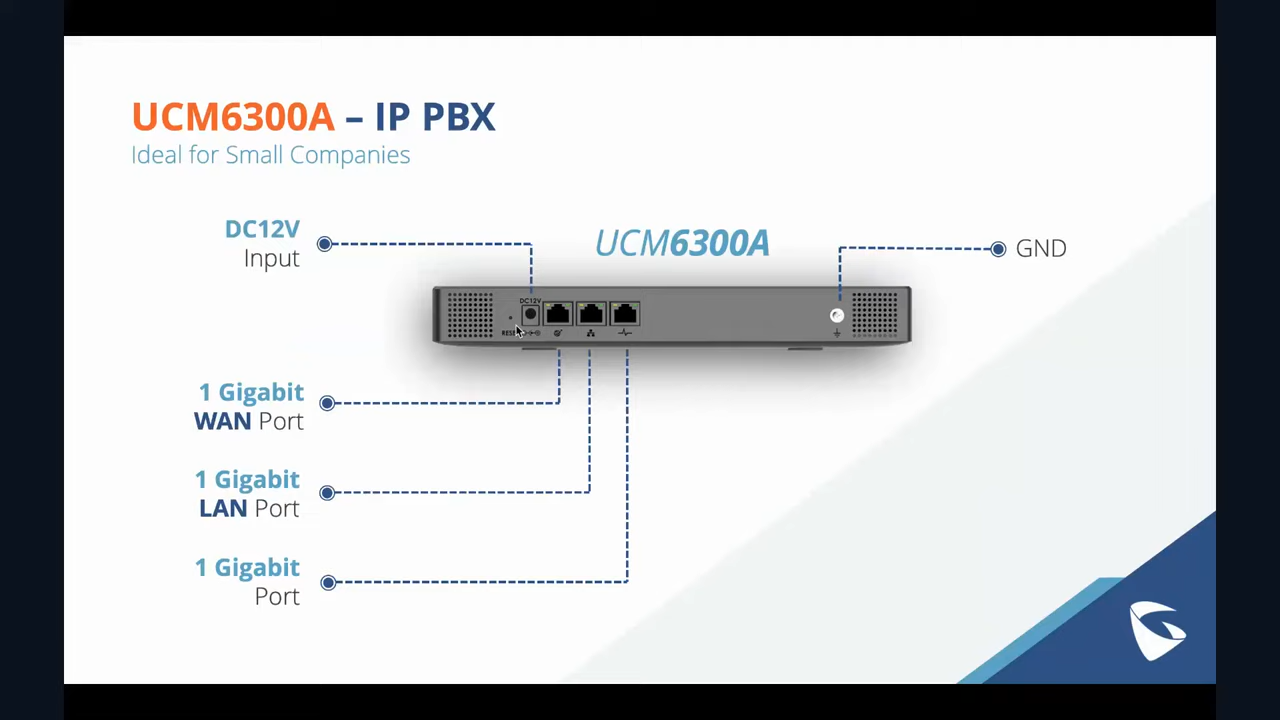 UCM6300A – IP PBX
Ideal for Small Companies
DC12V
Input
UCM6300A
GND
DC12V
1 Gigabit
WAN Port
1 Gigabit
LAN Port
1 Gigabit
Port